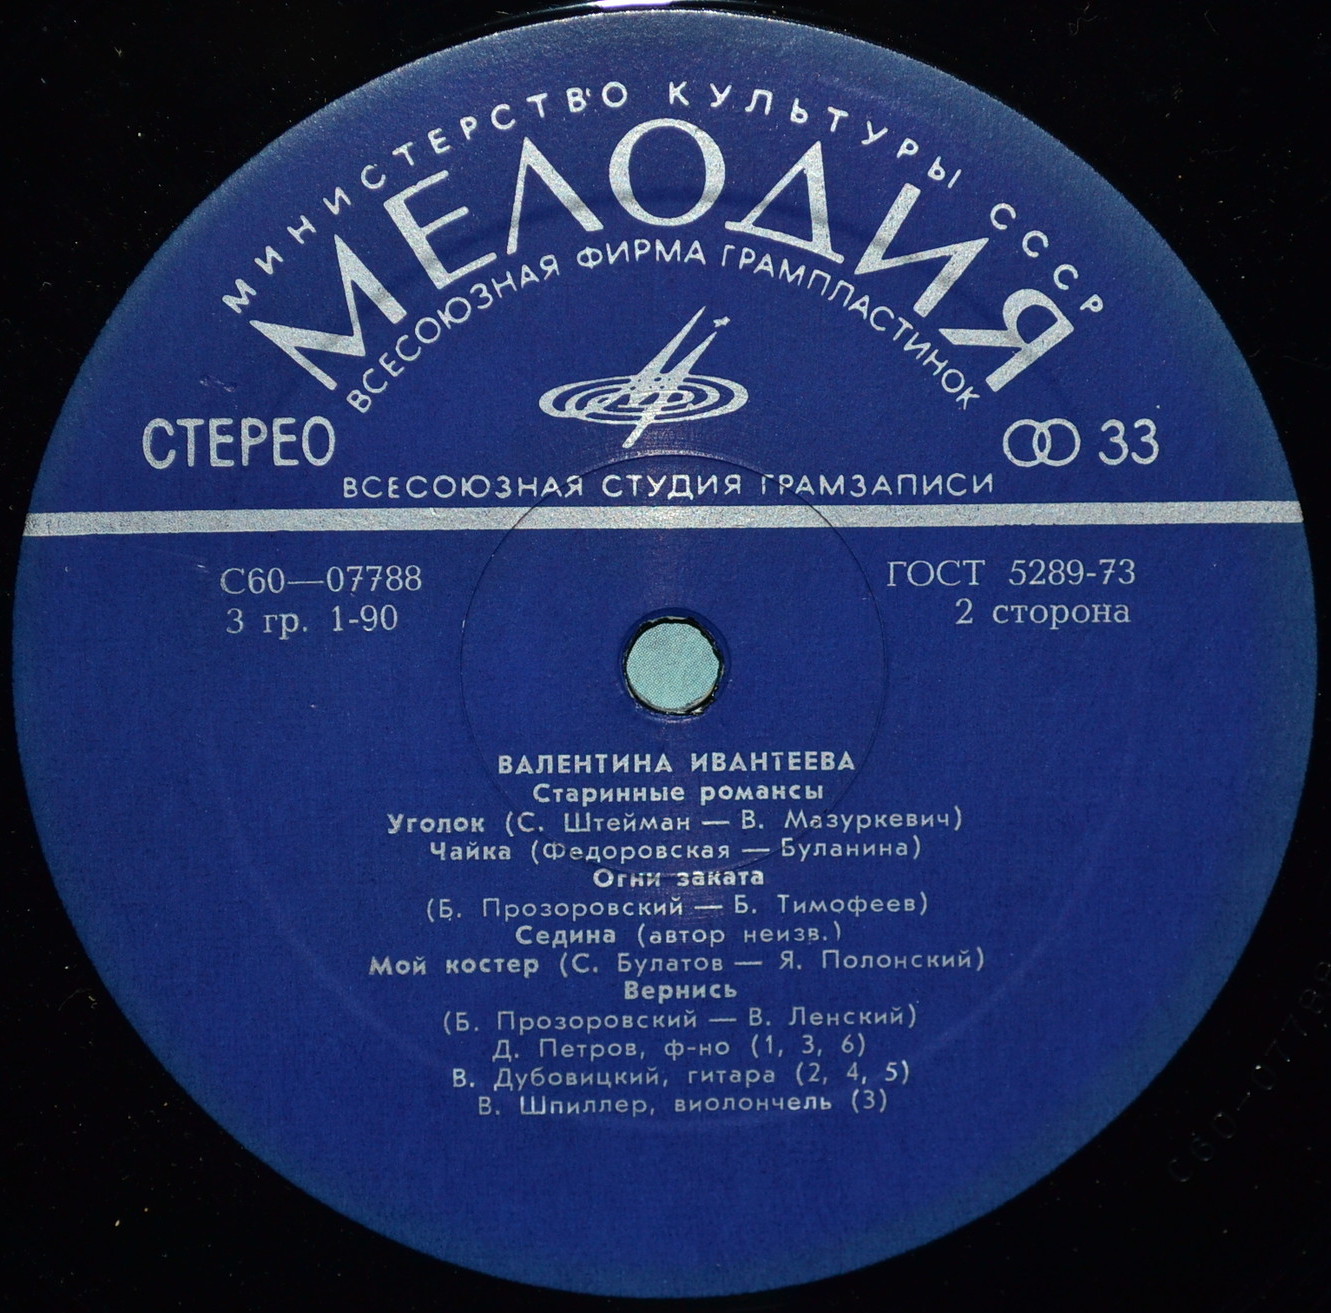 МИНИСТЕРСТВО КУЛЬТУРЫ СССР
МЕЛОДИЯ
ВСЕСОЮЗНАЯ ФИРМА ГРАМПЛАСТИНОК
СТЕРЕО
33
ВСЕСОЮЗНАЯ СТУДИЯ ГРАМЗАПИСИ
С60—07788
3 гр. 1-90
ГОСТ 5289-73
2 сторона
ВАЛЕНТИНА ИВАНТЕЕВА
Старинные романсы
Уголок (С. Штейман — В. Мазуркевич)
Чайка (Федоровская — Буланина)
Огни заката
(Б. Прозоровский — Б. Тимофеев)
Седина (автор неизв.)
Мой костер (С. Булатов — Я. Полонский)
Вернись
(Б. Прозоровский — В. Ленский)
Д. Петров, ф-но (1, 3, 6)
В. Дубовицкий, гитара (2, 4, 5)
В. Шпиллер, виолончель (3)